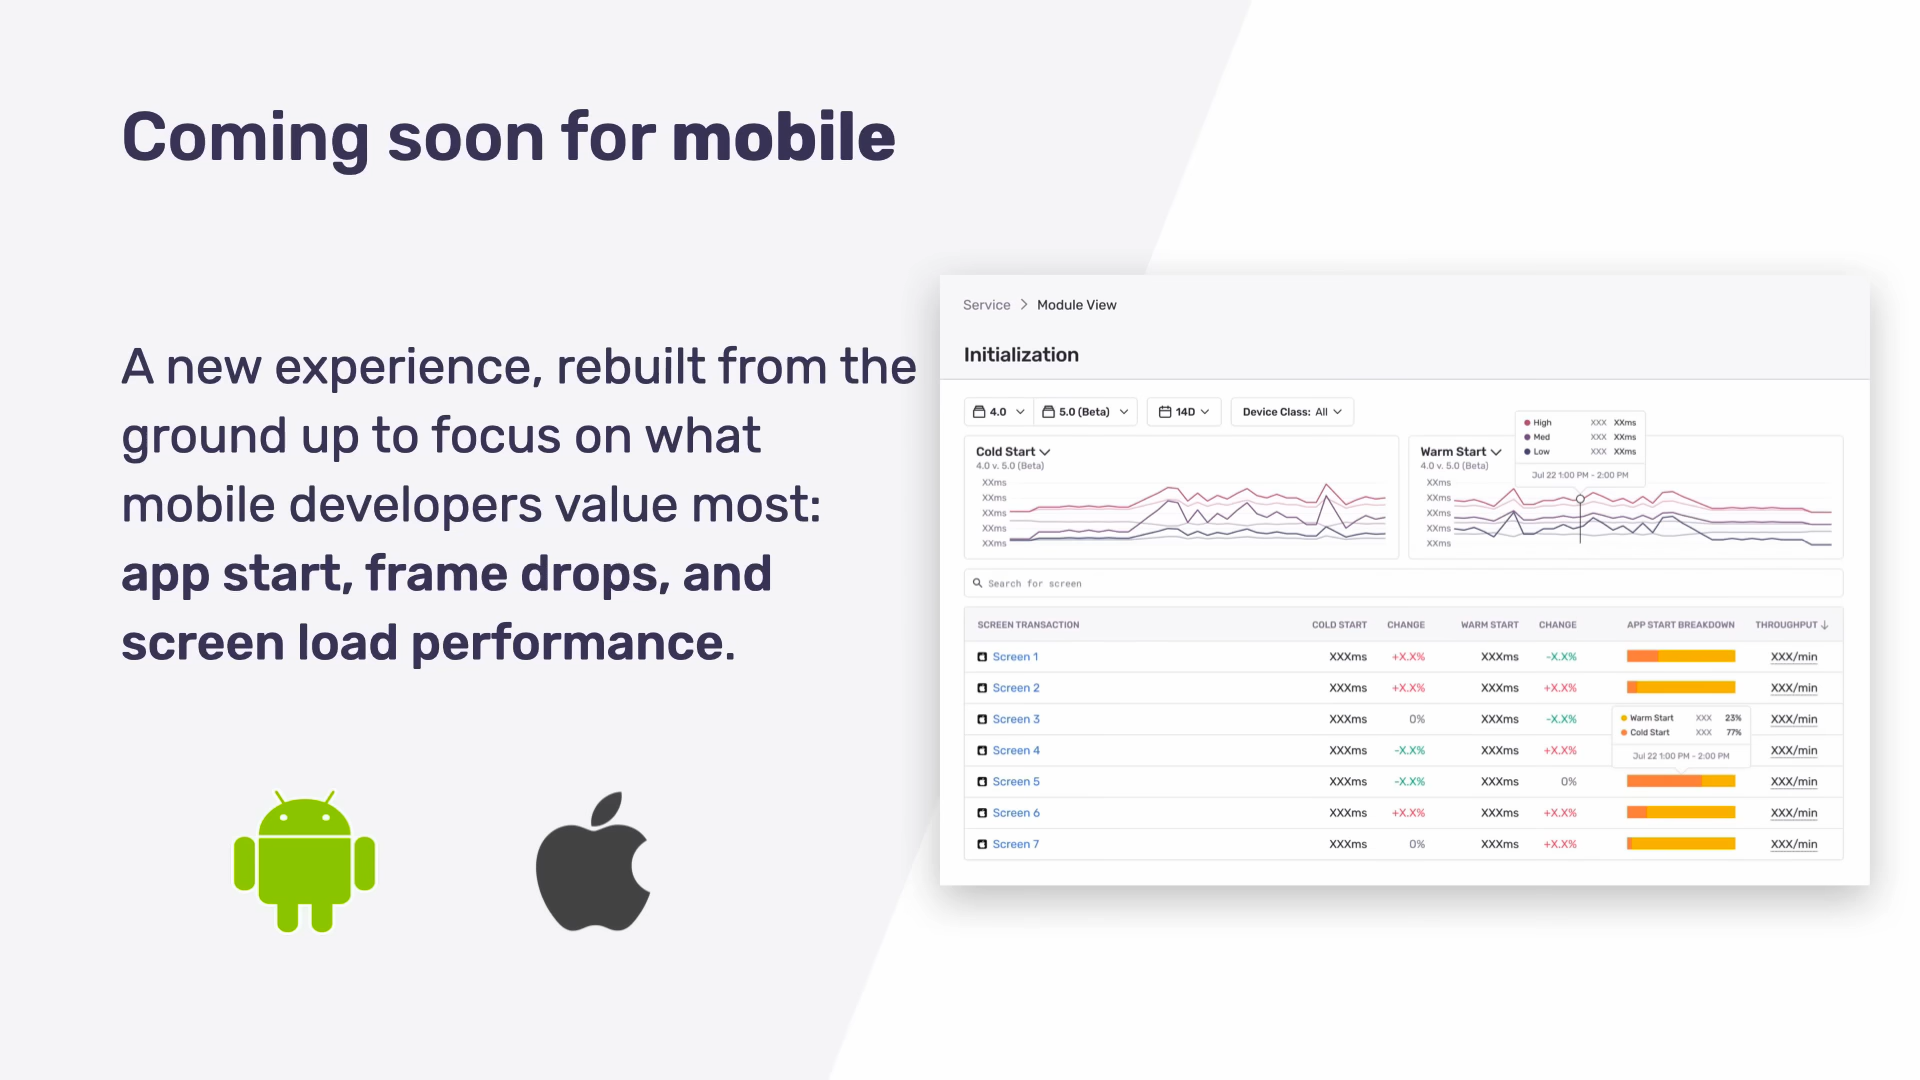 Coming soon for mobile
A new experience, rebuilt from the
ground up to focus on what
mobile developers value most:
app start, frame drops, and
screen load performance.
Service > Module View
Initialization
4.0 5.0 (Beta) 14D Device Class: All
Cold Start
4.0 v. 5.0 (Beta)
XXms
XXms
XXms
XXms
XXms
Warm Start
4.0 v. 5.0 (Beta)
XXms
XXms
XXms
XXms
XXms
High XXX XXms
Med XXX XXms
Low XXX XXms
Jul 22 1:00 PM - 2:00 PM
Search for screen
SCREEN TRANSACTION COLD START CHANGE WARM START CHANGE APP START BREAKDOWN THROUGHPUT
Screen 1 XXXms +X.X% XXXms -X.X% XXX/min
Screen 2 XXXms +X.X% XXXms +X.X% XXX/min
Screen 3 XXXms 0% XXXms -X.X% XXX/min
Screen 4 XXXms -X.X% XXXms +X.X% XXX/min
Screen 5 XXXms -X.X% XXXms 0% XXX/min
Screen 6 XXXms +X.X% XXXms +X.X% XXX/min
Screen 7 XXXms 0% XXXms +X.X% XXX/min
Warm Start XXX 23%
Cold Start XXX 77%
Jul 22 1:00 PM - 2:00 PM